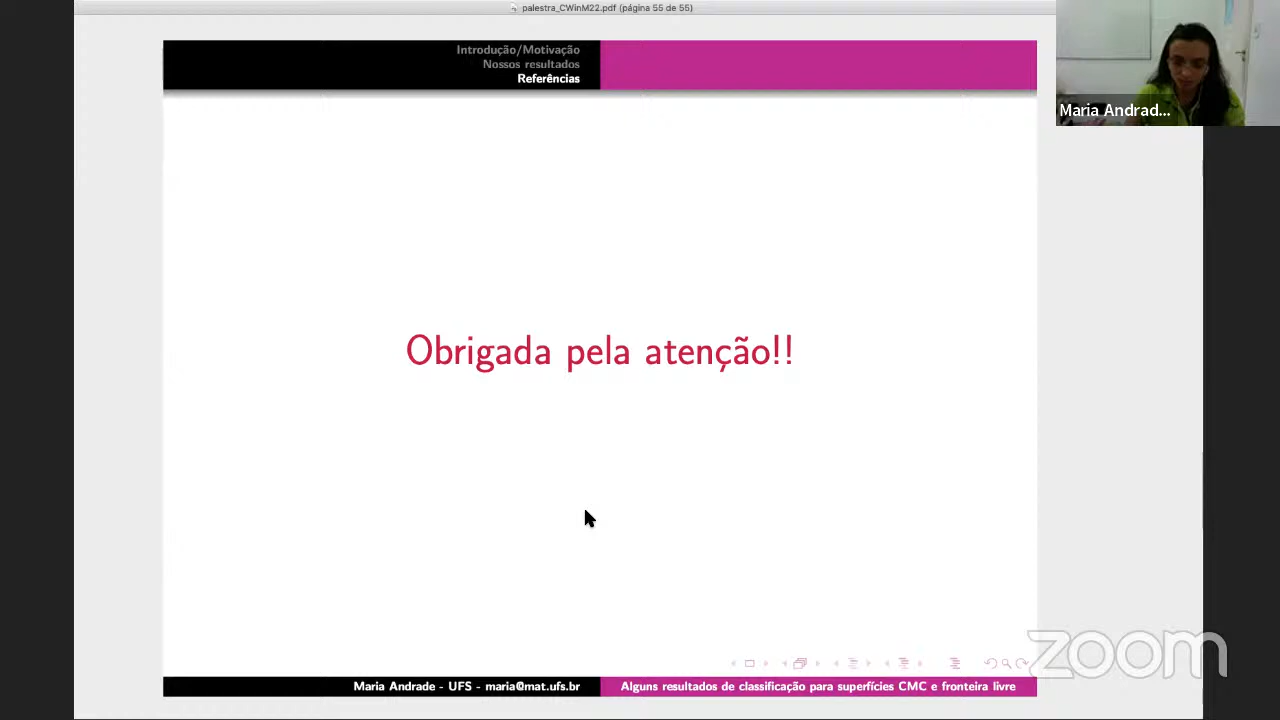 palestra_CWinM22.pdf (página 55 de 55)
Introdução/Motivação
Nossos resultados
Referências
Maria Andrad...
Obrigada pela atenção!!
zoom
Maria Andrade - UFS - maria@mat.ufs.br
Alguns resultados de classificação para superfícies CMC e fronteira livre